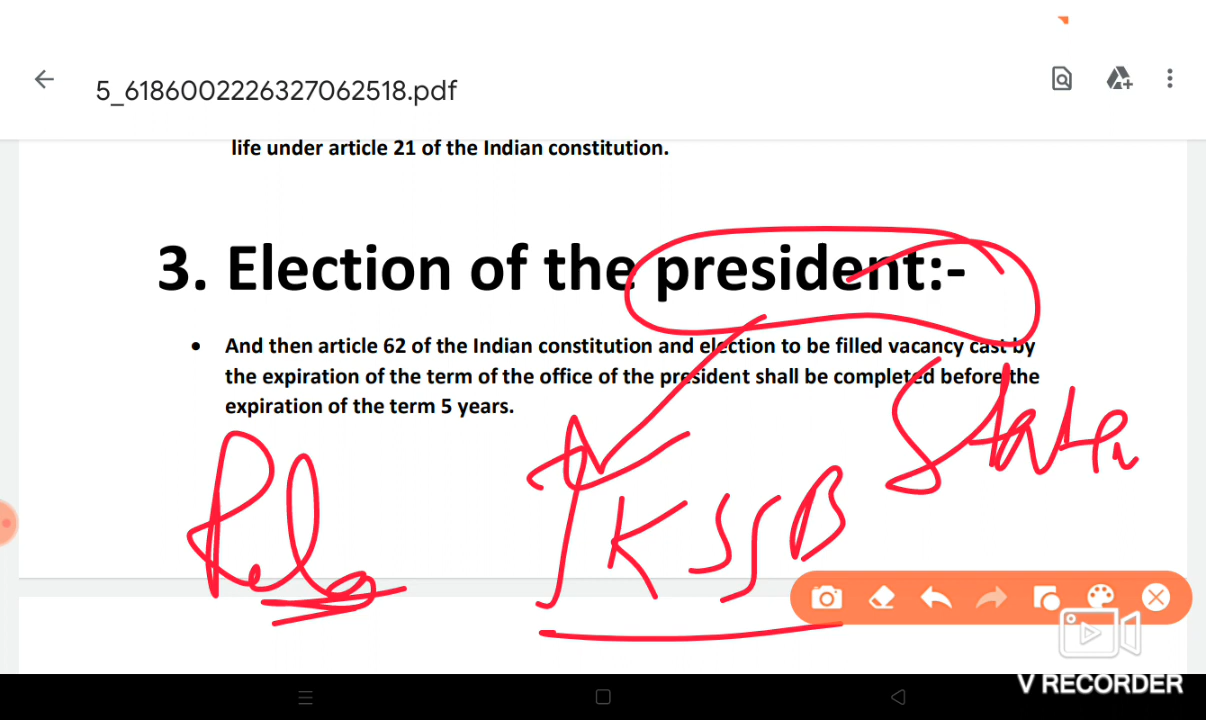 5_6186002226327062518.pdf
life under article 21 of the Indian constitution.
3. Election of the president:-
• And then article 62 of the Indian constitution and election to be filled vacancy cast by
the expiration of the term of the office of the president shall be completed before the
expiration of the term 5 years.
JKSSB
V RECORDER